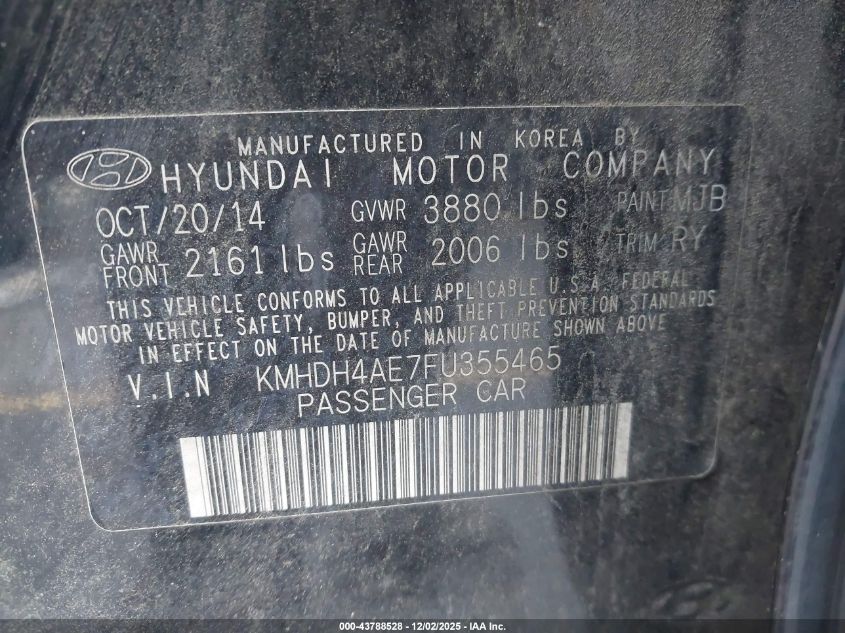 MANUFACTURED IN KOREA BY
HYUNDAI MOTOR COMPANY
OCT/20/14 GVWR 3880 lbs PAINT MJB
GAWR FRONT 2161 lbs GAWR REAR 2006 lbs TRIM RY
THIS VEHICLE CONFORMS TO ALL APPLICABLE U.S.A. FEDERAL
MOTOR VEHICLE SAFETY, BUMPER, AND THEFT PREVENTION STANDARDS
IN EFFECT ON THE DATE OF MANUFACTURE SHOWN ABOVE
V.I.N KMHDH4AE7FU355465
PASSENGER CAR
000-43788528 - 12/02/2025 - IAA Inc.